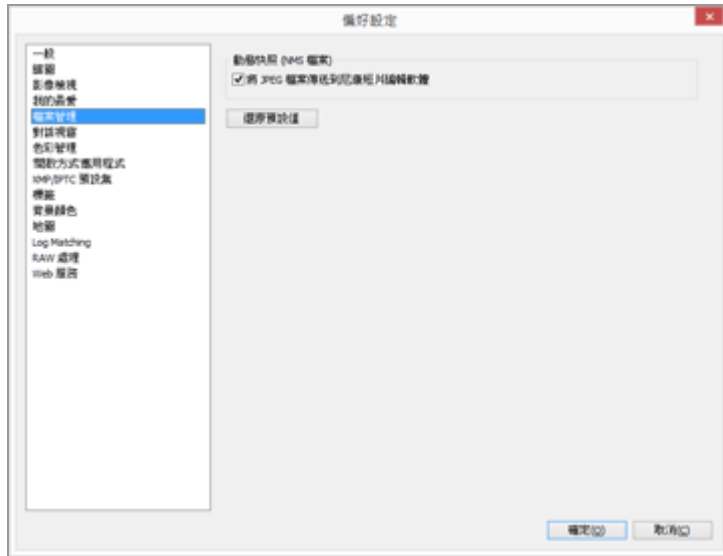 偏好設定
一般
縮圖
影像檢視
我的最愛
檔案管理
對話視窗
色彩管理
開啟方式應用程式
XMP/IPTC 預設集
標籤
背景顏色
地圖
Log Matching
RAW 處理
Web 服務
動態快照 (NMS 檔案)
將 JPEG 檔案傳送到尼康短片編輯軟體
還原預設值
確定(O)
取消(C)